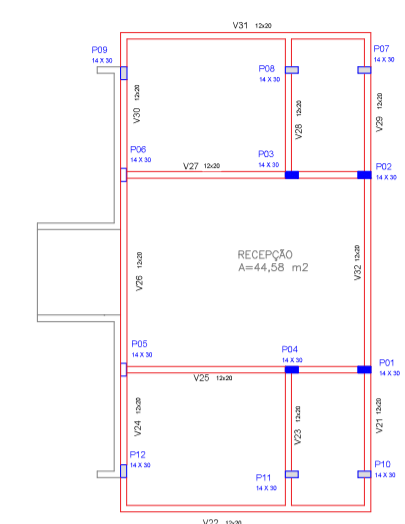 V31 12x20
P09
14 X 30
P08
14 X 30
P07
14 X 30
V30 12x20
V28 12x20
V29 12x20
P06
14 X 30
P03
14 X 30
V27 12x20
P02
14 X 30
RECEPÇÃO
A=44,58 m2
V26 12x20
V32 12x20
P05
14 X 30
P04
14 X 30
P01
14 X 30
V25 12x20
V24 12x20
V23 12x20
V21 12x20
P12
14 X 30
P11
14 X 30
P10
14 X 30
V22 12x20